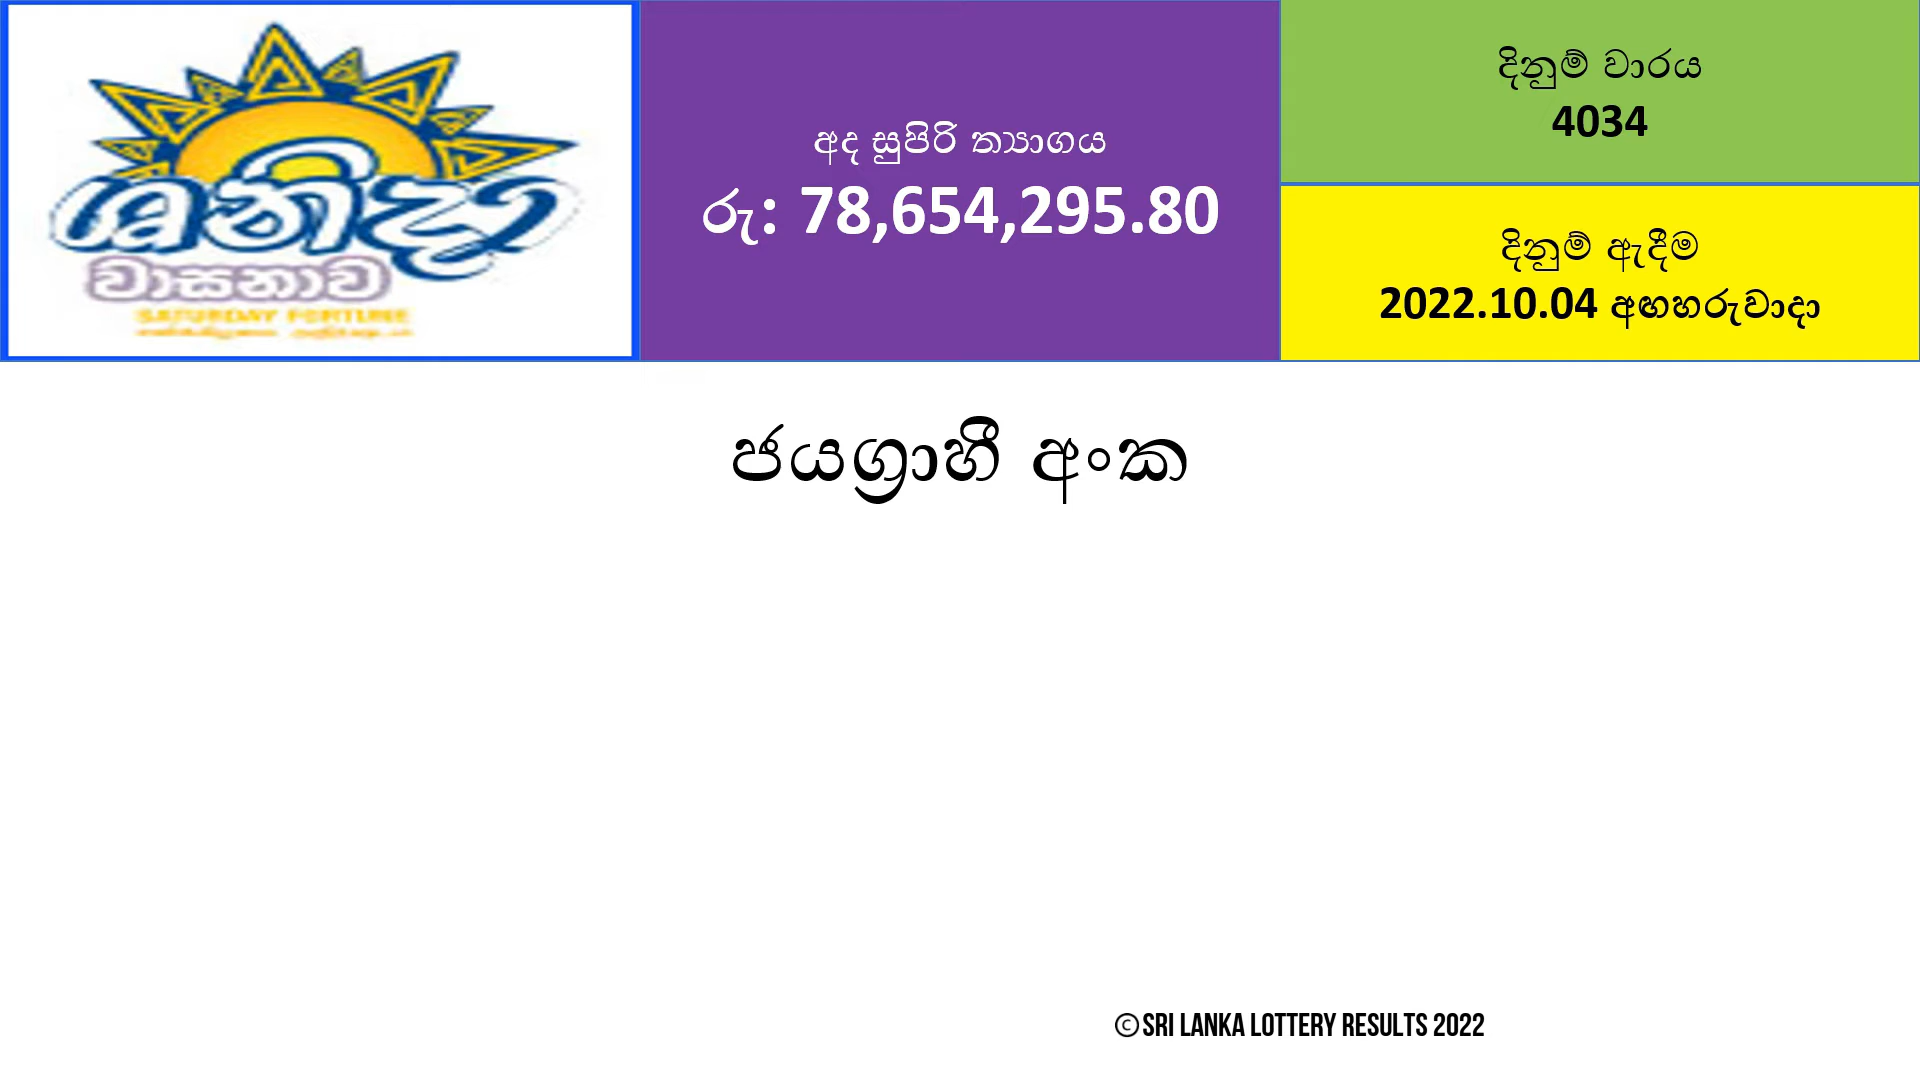 ශනිදා
වාසනාව
SATURDAY FORTUNE
අද සුපිරි ත්‍යාගය
රු: 78,654,295.80
දිනුම් වාරය
4034
දිනුම් ඇදීම
2022.10.04 අඟහරුවාදා
ජයග්‍රාහී අංක
©SRI LANKA LOTTERY RESULTS 2022